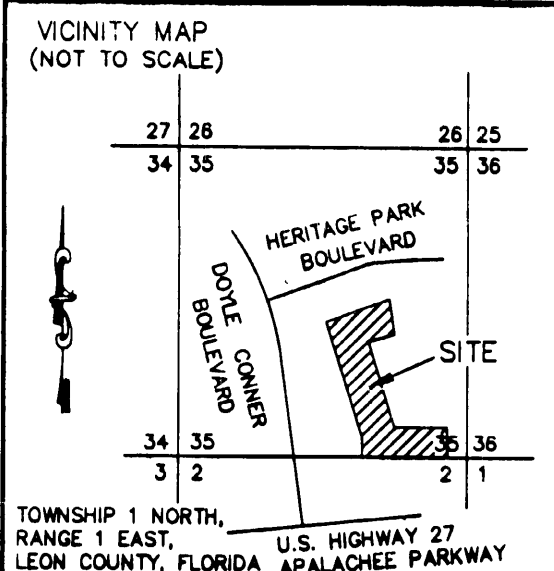 VICINITY MAP
(NOT TO SCALE)
27 26
26 25
34 35
35 36
HERITAGE PARK
BOULEVARD
DOYLE CONNER
BOULEVARD
SITE
34 35
35 36
3 2
2 1
TOWNSHIP 1 NORTH,
RANGE 1 EAST,
LEON COUNTY, FLORIDA
U.S. HIGHWAY 27
APALACHEE PARKWAY